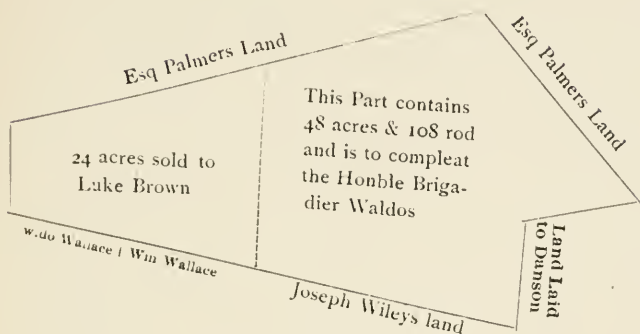 Esq Palmers Land
Esq Palmers Land
This Part contains
48 acres & 108 rod
and is to compleat
the Honble Briga-
dier Waldos
24 acres sold to
Luke Brown
Wallace | Wm Wallace
Joseph Wileys land
Land Laid
to Danson